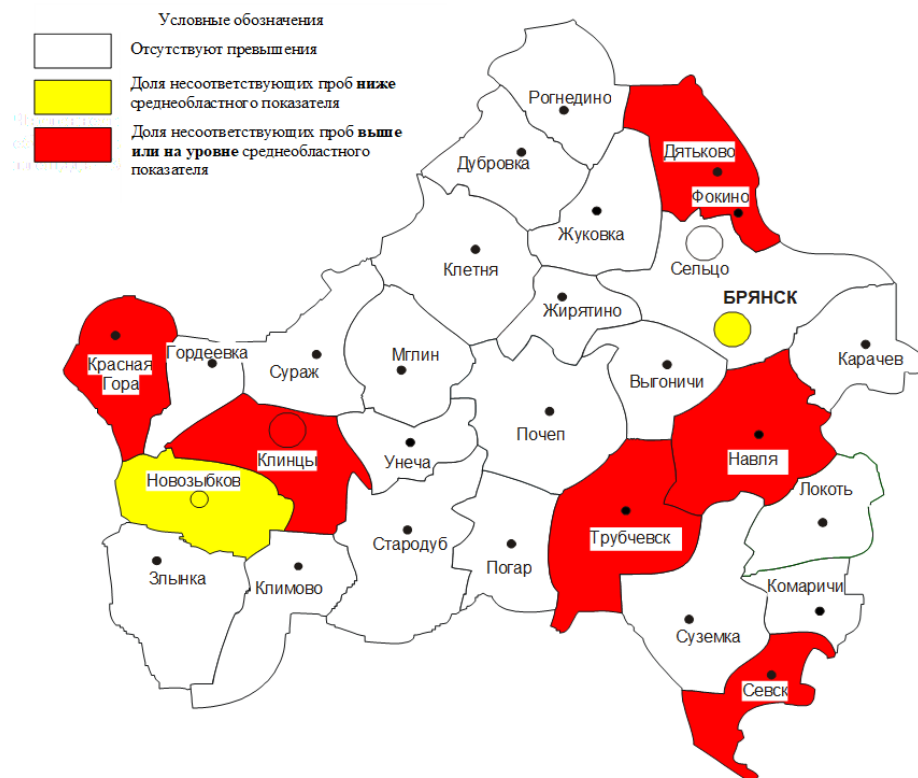 Условные обозначения
Отсутствуют превышения
Доля несоответствующих проб ниже
среднеобластного показателя
Доля несоответствующих проб выше
или на уровне среднеобластного
показателя
Рогнедино
Дубровка
Дятьково
Фокино
Жуковка
Клетня
Сельцо
БРЯНСК
Жирятино
Красная
Гора
Гордеевка
Сураж
Мглин
Выгоничи
Карачев
Почеп
Клинцы
Унеча
Навля
Новозыбков
Локоть
Трубчевск
Стародуб
Погар
Злынка
Климово
Комаричи
Суземка
Севск